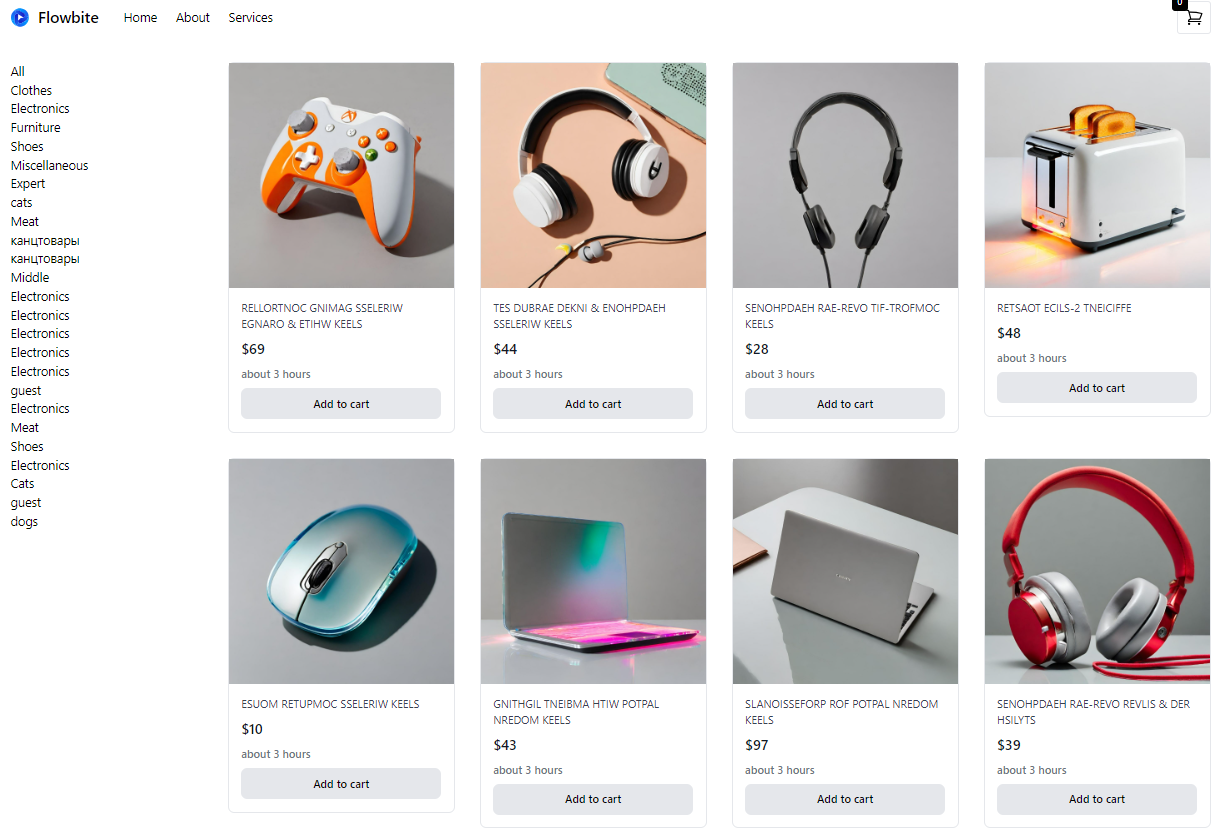 Flowbite Home About Services
0
All
Clothes
Electronics
Furniture
Shoes
Miscellaneous
Expert
cats
Meat
канцтовары
канцтовары
Middle
Electronics
Electronics
Electronics
Electronics
Electronics
guest
Electronics
Meat
Shoes
Electronics
Cats
guest
dogs
RELLORTNOC GNIMAG SSELERIW
EGNARO & ETIHW KEELS
$69
about 3 hours
Add to cart
TES DUBRAE DEKNI & ENOHPDAEH
SSELERIW KEELS
$44
about 3 hours
Add to cart
SENOHPDAEH RAE-REVO TIF-TROFMOC
KEELS
$28
about 3 hours
Add to cart
RETSAOT ECILS-2 TNEICIFFE
$48
about 3 hours
Add to cart
ESUOM RETUPMOC SSELERIW KEELS
$10
about 3 hours
Add to cart
GNITHGIL TNEIBMA HTIW POTPAL
NREDOM KEELS
$43
about 3 hours
Add to cart
SLANOISSEFORP ROF POTPAL NREDOM
KEELS
$97
about 3 hours
Add to cart
SENOHPDAEH RAE-REVO REVLIS & DER
HSILYTS
$39
about 3 hours
Add to cart